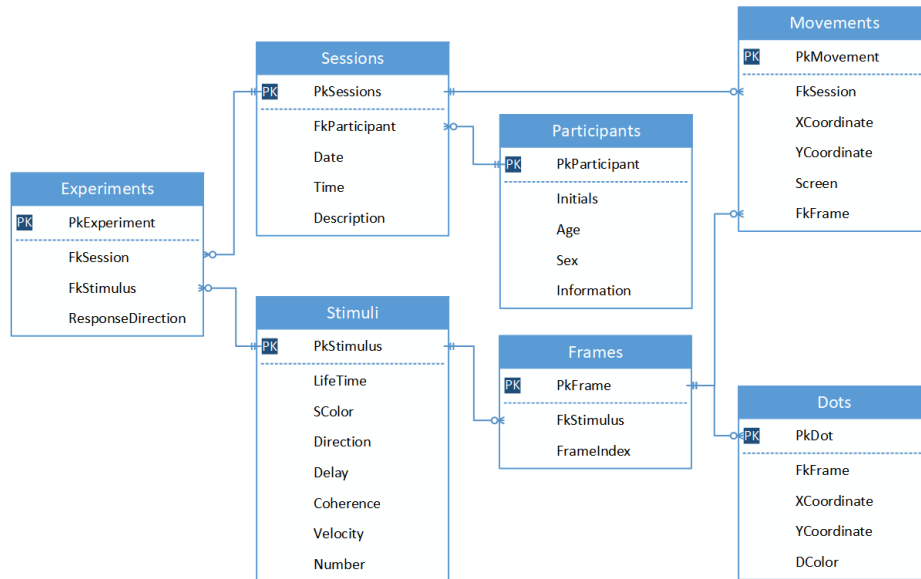 Experiments
PK PkExperiment
FkSession
FkStimulus
ResponseDirection
Sessions
PK PkSessions
FkParticipant
Date
Time
Description
Stimuli
PK PkStimulus
LifeTime
SColor
Direction
Delay
Coherence
Velocity
Number
Participants
PK PkParticipant
Initials
Age
Sex
Information
Frames
PK PkFrame
FkStimulus
FrameIndex
Movements
PK PkMovement
FkSession
XCoordinate
YCoordinate
Screen
FkFrame
Dots
PK PkDot
FkFrame
XCoordinate
YCoordinate
DColor